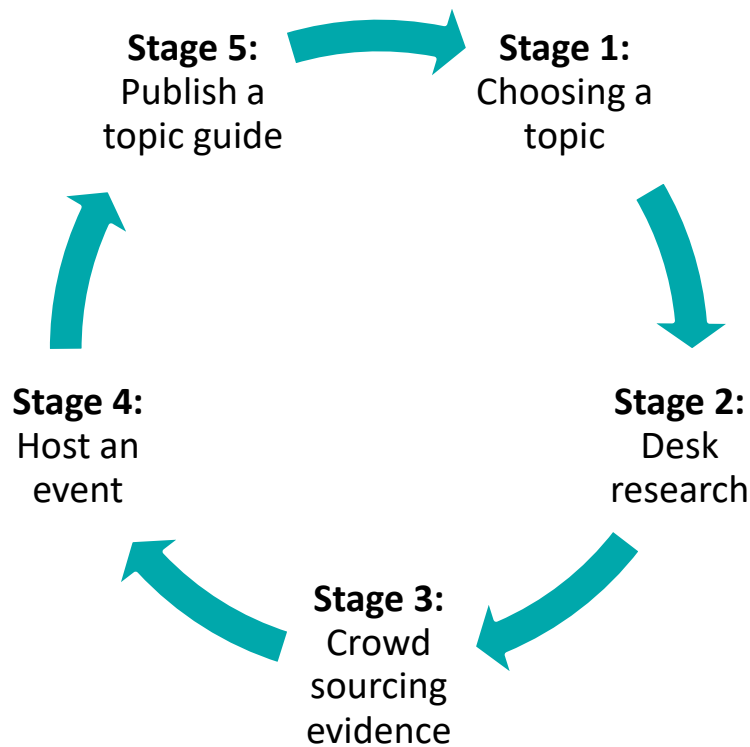 Stage 1:
Choosing a
topic
Stage 2:
Desk
research
Stage 3:
Crowd
sourcing
evidence
Stage 4:
Host an
event
Stage 5:
Publish a
topic guide